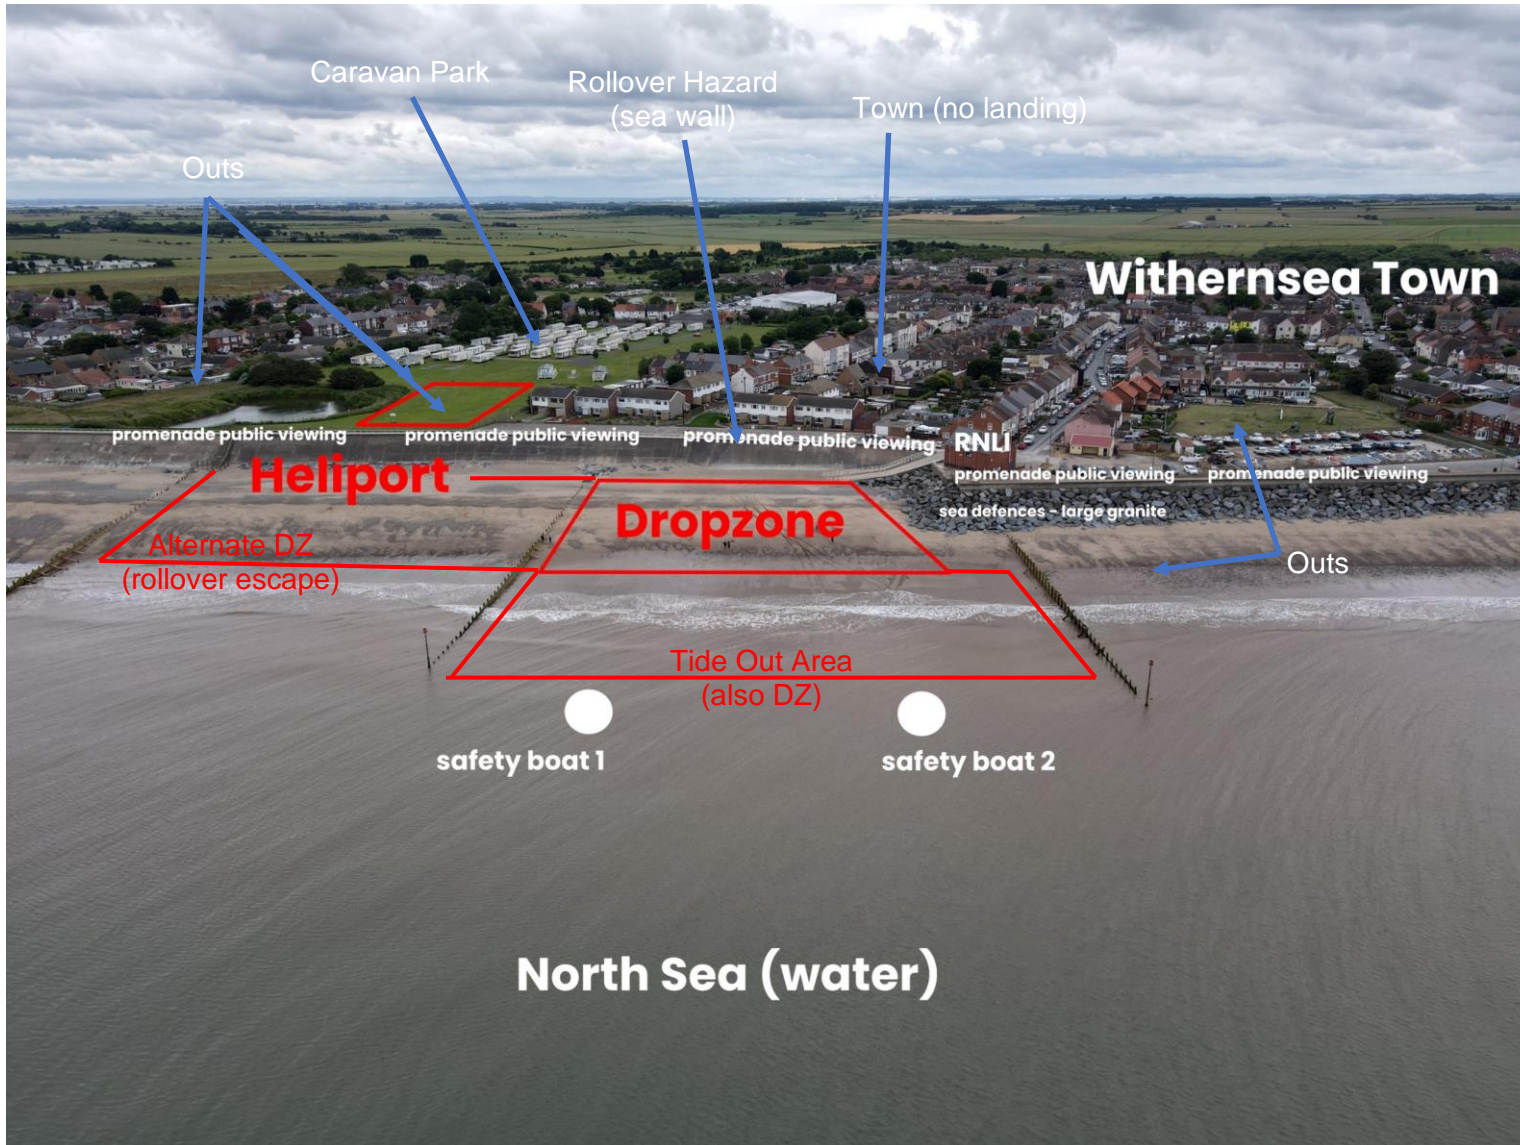 Caravan Park
Rollover Hazard
(sea wall)
Town (no landing)
Outs
Withernsea Town
promenade public viewing
promenade public viewing
promenade public viewing
RNLI
promenade public viewing
promenade public viewing
Heliport
Dropzone
sea defences - large granite
Alternate DZ
(rollover escape)
Outs
Tide Out Area
(also DZ)
safety boat 1
safety boat 2
North Sea (water)